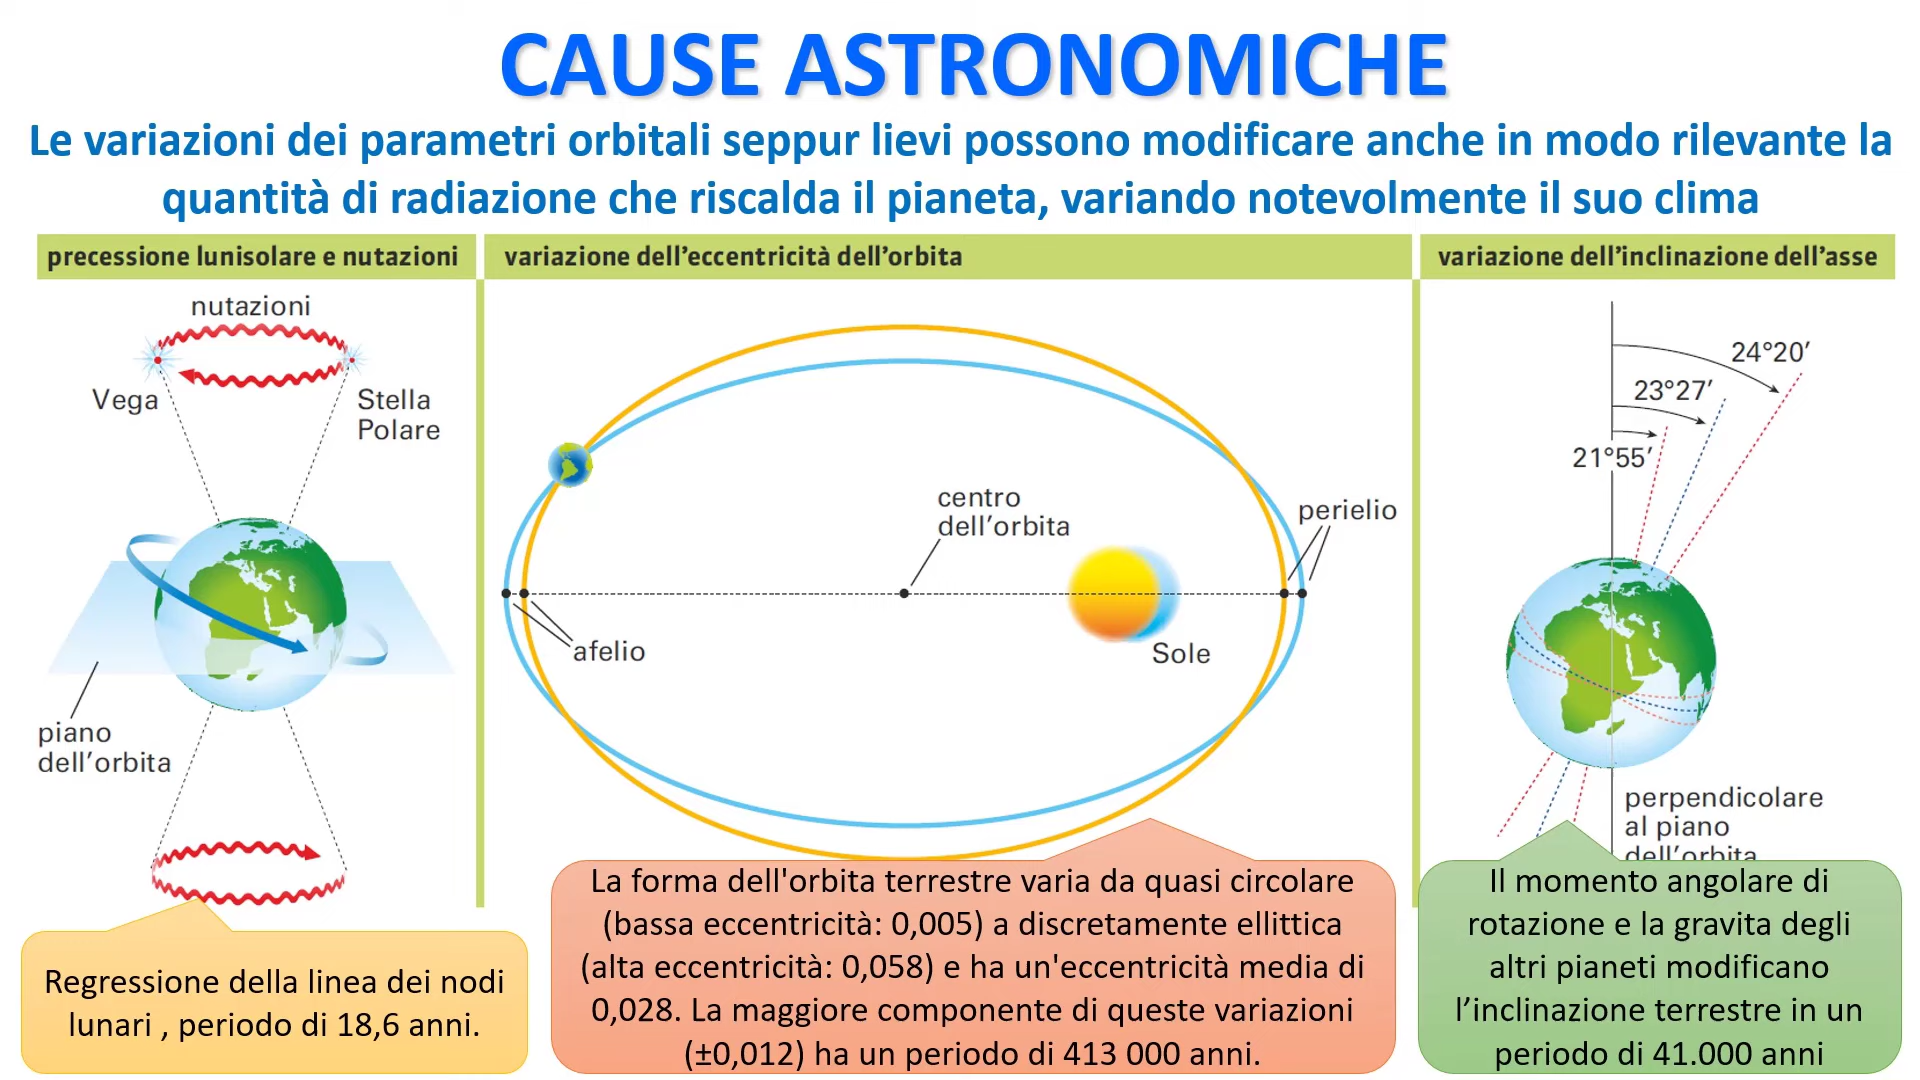 CAUSE ASTRONOMICHE
Le variazioni dei parametri orbitali seppur lievi possono modificare anche in modo rilevante la
quantità di radiazione che riscalda il pianeta, variando notevolmente il suo clima
precessione lunisolare e nutazioni
nutazioni
Vega
Stella
Polare
piano
dell'orbita
Regressione della linea dei nodi
lunari , periodo di 18,6 anni.
variazione dell'eccentricità dell'orbita
centro
dell'orbita
perielio
afelio
Sole
La forma dell'orbita terrestre varia da quasi circolare
(bassa eccentricità: 0,005) a discretamente ellittica
(alta eccentricità: 0,058) e ha un'eccentricità media di
0,028. La maggiore componente di queste variazioni
(±0,012) ha un periodo di 413 000 anni.
variazione dell'inclinazione dell'asse
24°20'
23°27'
21°55'
perpendicolare
al piano
dell'orbita
Il momento angolare di
rotazione e la gravita degli
altri pianeti modificano
l’inclinazione terrestre in un
periodo di 41.000 anni